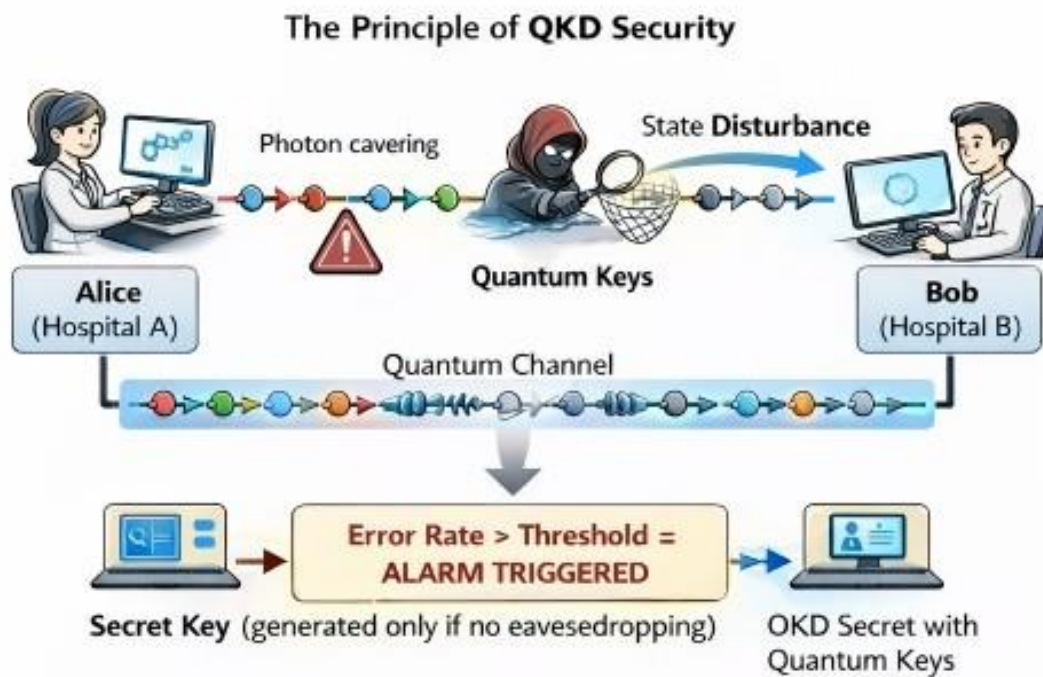 The Principle of QKD Security
Photon cavering
State Disturbance
Quantum Keys
Alice
(Hospital A)
Bob
(Hospital B)
Quantum Channel
Error Rate > Threshold =
ALARM TRIGGERED
Secret Key (generated only if no eavesedropping)
OKD Secret with
Quantum Keys